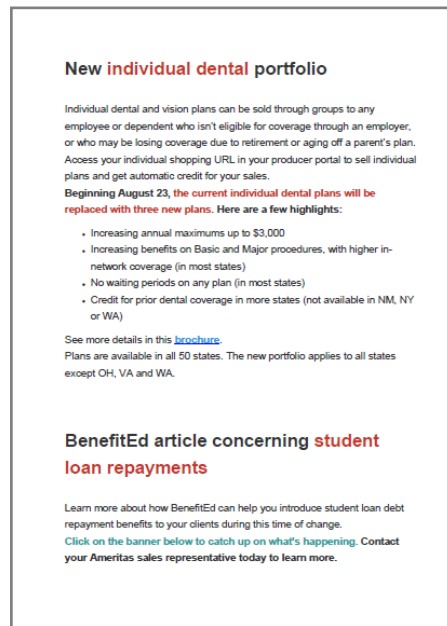 New individual dental portfolio
Individual dental and vision plans can be sold through groups to any
employee or dependent who isn't eligible for coverage through an employer,
or who may be losing coverage due to retirement or aging off a parent's plan.
Access your individual shopping URL in your producer portal to sell individual
plans and get automatic credit for your sales.
Beginning August 23, the current individual dental plans will be
replaced with three new plans. Here are a few highlights:
• Increasing annual maximums up to $3,000
• Increasing benefits on Basic and Major procedures, with higher in-
network coverage (in most states)
• No waiting periods on any plan (in most states)
• Credit for prior dental coverage in more states (not available in NM, NY
or WA)
See more details in this brochure.
Plans are available in all 50 states. The new portfolio applies to all states
except OH, VA and WA.
BenefitEd article concerning student
loan repayments
Learn more about how BenefitEd can help you introduce student loan debt
repayment benefits to your clients during this time of change.
Click on the banner below to catch up on what's happening. Contact
your Ameritas sales representative today to learn more.